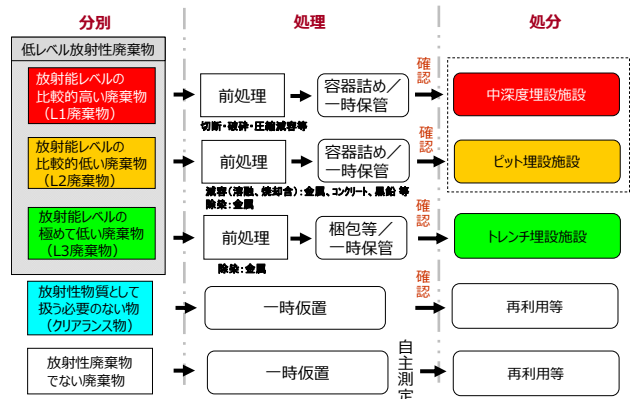 分別
処理
処分
低レベル放射性廃棄物
放射能レベルの
比較的高い廃棄物
（L1廃棄物）
前処理
切断・破砕・圧縮減容等
容器詰め／
一時保管
確認
中深度埋設施設
放射能レベルの
比較的低い廃棄物
（L2廃棄物）
前処理
減容（溶融、焼却含）：金属、コンクリート、黒鉛 等
除染：金属
容器詰め／
一時保管
確認
ピット埋設施設
放射能レベルの
極めて低い廃棄物
（L3廃棄物）
前処理
除染：金属
梱包等／
一時保管
確認
トレンチ埋設施設
放射性物質として
扱う必要のない物
（クリアランス物）
一時仮置
確認
再利用等
放射性廃棄物
でない廃棄物
一時仮置
自主測定
再利用等